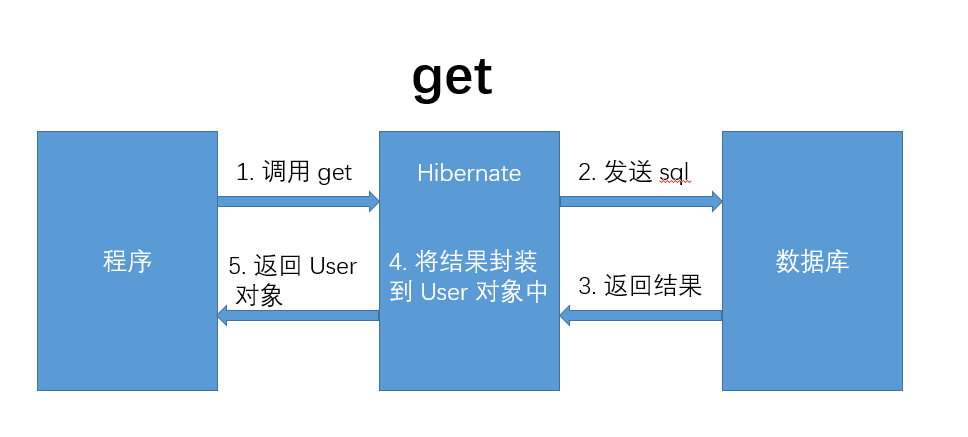 get
程序
1. 调用 get
5. 返回 User
对象
Hibernate
4. 将结果封装
到 User 对象中
2. 发送 sql
3. 返回结果
数据库